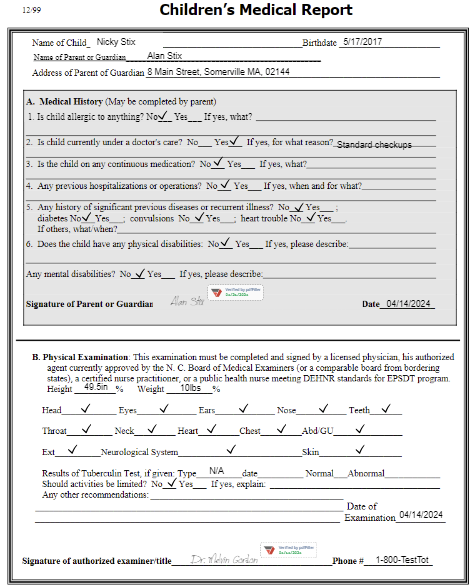 12/99
Children's Medical Report
Name of Child Nicky Stix Birthdate 5/17/2017
Name of Parent or Guardian Alan Stix
Address of Parent of Guardian 8 Main Street, Somerville MA, 02144
A. Medical History (May be completed by parent)
1. Is child allergic to anything? No✓ Yes___ If yes, what?
2. Is child currently under a doctor's care? No___ Yes✓ If yes, for what reason? Standard checkups
3. Is the child on any continuous medication? No ✓ Yes___ If yes, what?
4. Any previous hospitalizations or operations? No ✓ Yes___ If yes, when and for what?
5. Any history of significant previous diseases or recurrent illness? No ✓ Yes___ ;
diabetes No✓ Yes___; convulsions No ✓ Yes___; heart trouble No ✓ Yes___
If others, what/when?
6. Does the child have any physical disabilities: No ✓ Yes___ If yes, please describe:
Any mental disabilities? No ✓ Yes___ If yes, please describe:
Signature of Parent or Guardian Alan Stix Verified by pdfFiller 04/14/2024 Date 04/14/2024
B. Physical Examination: This examination must be completed and signed by a licensed physician, his authorized
agent currently approved by the N. C. Board of Medical Examiners (or a comparable board from bordering
states), a certified nurse practitioner, or a public health nurse meeting DEHNR standards for EPSDT program.
Height 49.5in % Weight 10lbs %
Head ✓ Eyes ✓ Ears ✓ Nose ✓ Teeth ✓
Throat ✓ Neck ✓ Heart ✓ Chest ✓ Abd/GU ✓
Ext ✓ Neurological System ✓ Skin ✓
Results of Tuberculin Test, if given: Type N/A date___ Normal___ Abnormal___
Should activities be limited? No ✓ Yes___ If yes, explain:
Any other recommendations:
Date of
Examination 04/14/2024
Signature of authorized examiner/title Dr. Melvin Gordon Verified by pdfFiller 04/14/2024 Phone # 1-800-TestTot